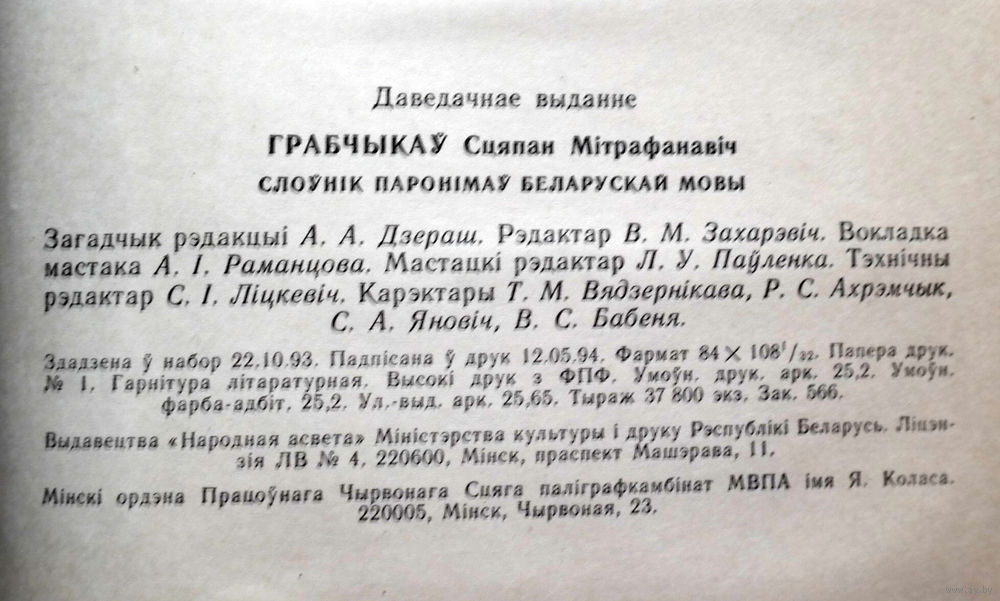 Даведачнае выданне
ГРАБЧЫКАЎ Сцяпан Мітрафанавіч
СЛОЎНІК ПАРОНІМАЎ БЕЛАРУСКАЙ МОВЫ
Загадчык рэдакцыі А. А. Дзераш. Рэдактар В. М. Захарэвіч. Вокладка
мастака А. І. Раманцова. Мастацкі рэдактар Л. У. Паўленка. Тэхнічны
рэдактар С. І. Ліцкевіч. Карэктары Т. М. Вядзернікава, Р. С. Ахрэмчык,
С. А. Яновіч, В. С. Бабеня.
Здадзена ў набор 22.10.93. Падпісана ў друк 12.05.94. Фармат 84 × 108¹/₃₂. Папера друк.
№ 1. Гарнітура літаратурная. Высокі друк з ФПФ. Умоўн. друк. арк. 25,2. Умоўн.
фарба-адбіт. 25,2. Ул.-выд. арк. 25,65. Тыраж 37 800 экз. Зак. 566.
Выдавецтва «Народная асвета» Міністэрства культуры і друку Рэспублікі Беларусь. Ліцэн-
зія ЛВ № 4. 220600, Мінск, праспект Машэрава, 11.
Мінскі ордэна Працоўнага Чырвонага Сцяга паліграфкамбінат МВПА імя Я. Коласа.
220005, Мінск, Чырвоная, 23.